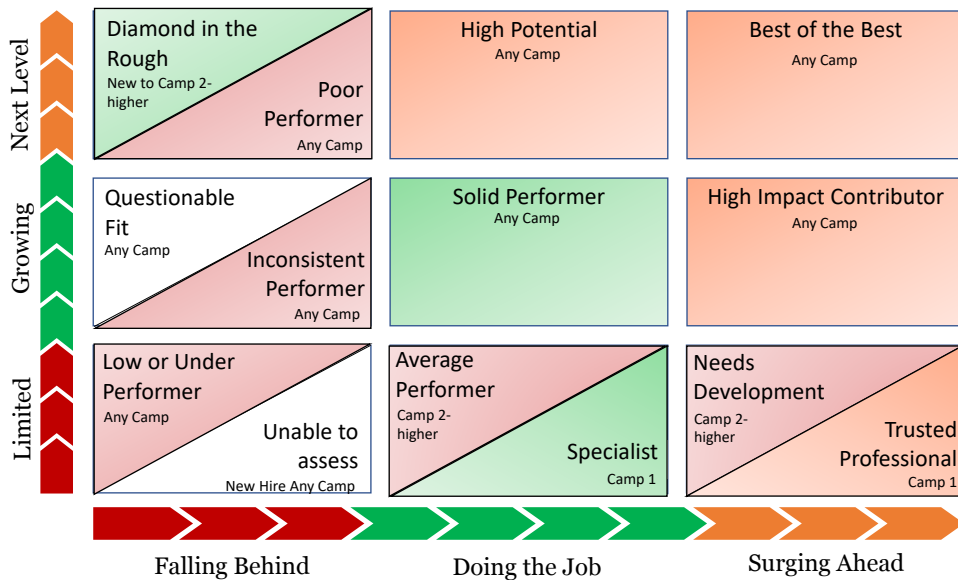 Next Level
Diamond in the
Rough
New to Camp 2-
higher
Poor
Performer
Any Camp
High Potential
Any Camp
Best of the Best
Any Camp
Growing
Questionable
Fit
Any Camp
Inconsistent
Performer
Any Camp
Solid Performer
Any Camp
High Impact Contributor
Any Camp
Limited
Low or Under
Performer
Any Camp
Unable to
assess
New Hire Any Camp
Average
Performer
Camp 2-
higher
Specialist
Camp 1
Needs
Development
Camp 2-
higher
Trusted
Professional
Camp 1
Falling Behind
Doing the Job
Surging Ahead